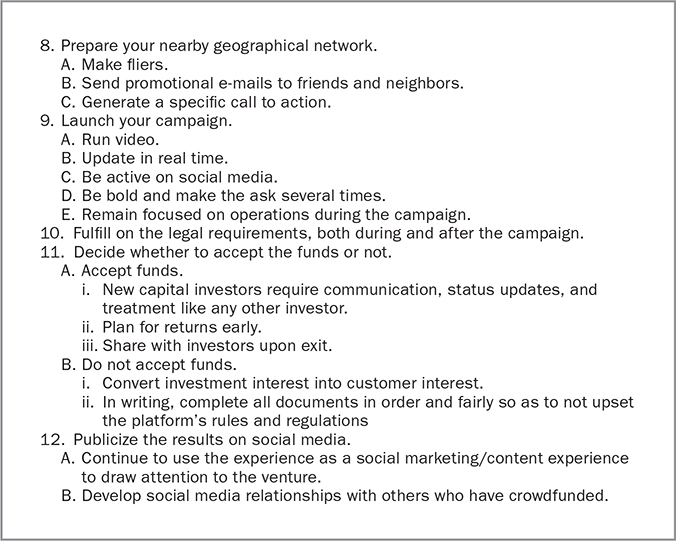 8. Prepare your nearby geographical network.
A. Make fliers.
B. Send promotional e-mails to friends and neighbors.
C. Generate a specific call to action.
9. Launch your campaign.
A. Run video.
B. Update in real time.
C. Be active on social media.
D. Be bold and make the ask several times.
E. Remain focused on operations during the campaign.
10. Fulfill on the legal requirements, both during and after the campaign.
11. Decide whether to accept the funds or not.
A. Accept funds.
i. New capital investors require communication, status updates, and
treatment like any other investor.
ii. Plan for returns early.
iii. Share with investors upon exit.
B. Do not accept funds.
i. Convert investment interest into customer interest.
ii. In writing, complete all documents in order and fairly so as to not upset
the platform's rules and regulations
12. Publicize the results on social media.
A. Continue to use the experience as a social marketing/content experience
to draw attention to the venture.
B. Develop social media relationships with others who have crowdfunded.